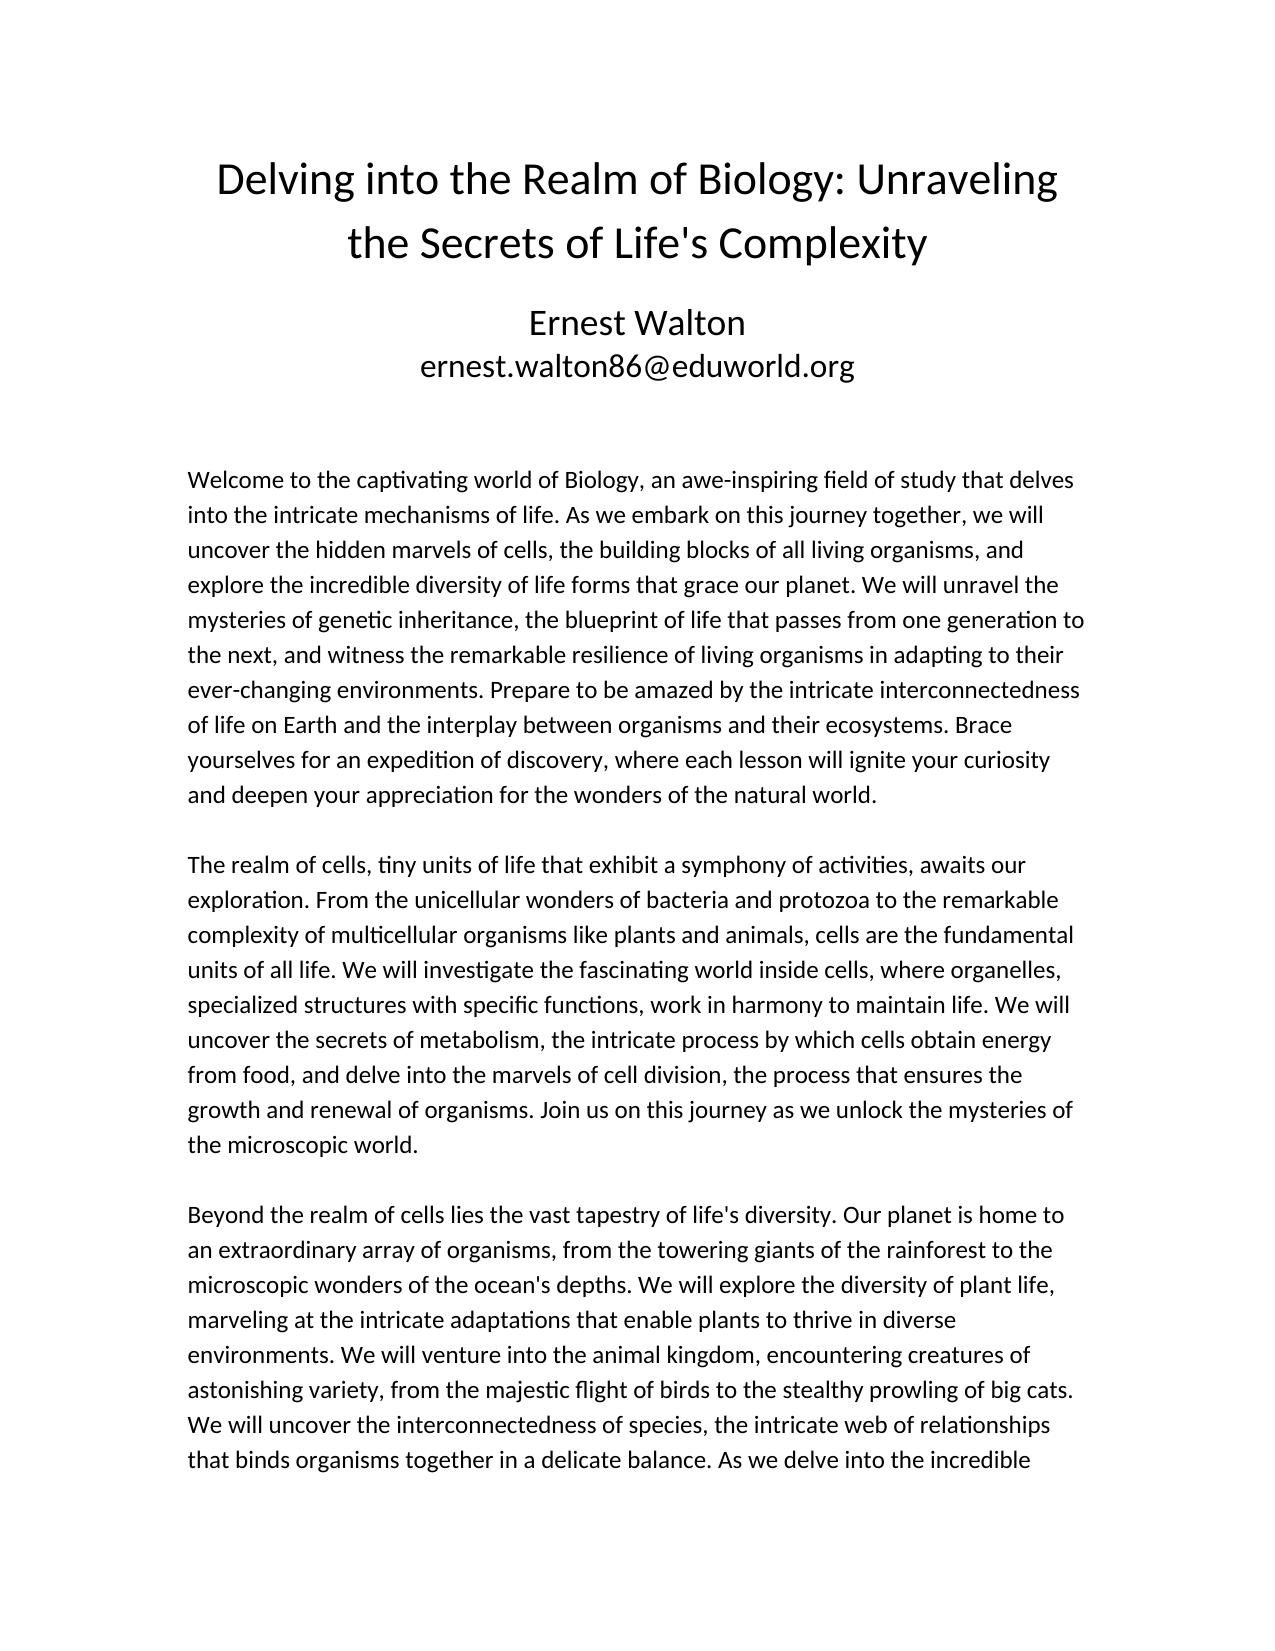 Delving into the Realm of Biology: Unraveling
the Secrets of Life's Complexity
Ernest Walton
ernest.walton86@eduworld.org
Welcome to the captivating world of Biology, an awe-inspiring field of study that delves
into the intricate mechanisms of life. As we embark on this journey together, we will
uncover the hidden marvels of cells, the building blocks of all living organisms, and
explore the incredible diversity of life forms that grace our planet. We will unravel the
mysteries of genetic inheritance, the blueprint of life that passes from one generation to
the next, and witness the remarkable resilience of living organisms in adapting to their
ever-changing environments. Prepare to be amazed by the intricate interconnectedness
of life on Earth and the interplay between organisms and their ecosystems. Brace
yourselves for an expedition of discovery, where each lesson will ignite your curiosity
and deepen your appreciation for the wonders of the natural world.
The realm of cells, tiny units of life that exhibit a symphony of activities, awaits our
exploration. From the unicellular wonders of bacteria and protozoa to the remarkable
complexity of multicellular organisms like plants and animals, cells are the fundamental
units of all life. We will investigate the fascinating world inside cells, where organelles,
specialized structures with specific functions, work in harmony to maintain life. We will
uncover the secrets of metabolism, the intricate process by which cells obtain energy
from food, and delve into the marvels of cell division, the process that ensures the
growth and renewal of organisms. Join us on this journey as we unlock the mysteries of
the microscopic world.
Beyond the realm of cells lies the vast tapestry of life's diversity. Our planet is home to
an extraordinary array of organisms, from the towering giants of the rainforest to the
microscopic wonders of the ocean's depths. We will explore the diversity of plant life,
marveling at the intricate adaptations that enable plants to thrive in diverse
environments. We will venture into the animal kingdom, encountering creatures of
astonishing variety, from the majestic flight of birds to the stealthy prowling of big cats.
We will uncover the interconnectedness of species, the intricate web of relationships
that binds organisms together in a delicate balance. As we delve into the incredible